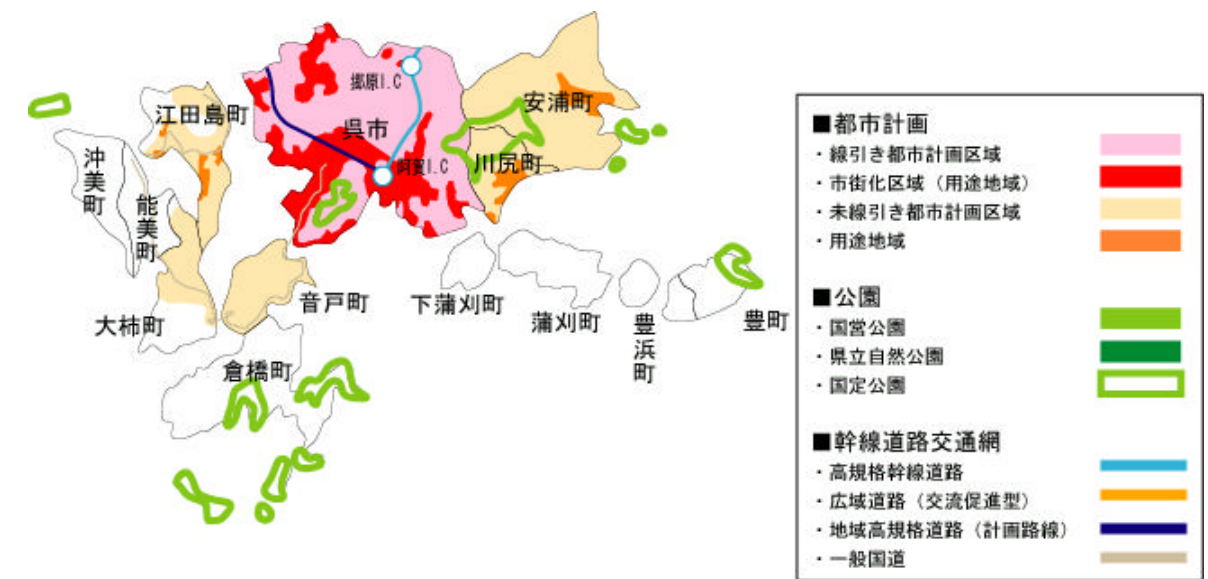 江田島町
沖美町
能美町
大柿町
音戸町
倉橋町
呉市
郷原I.C
阿賀I.C
安浦町
川尻町
下蒲刈町
蒲刈町
豊浜町
豊町
■都市計画
・線引き都市計画区域
・市街化区域（用途地域）
・未線引き都市計画区域
・用途地域
■公園
・国営公園
・県立自然公園
・国定公園
■幹線道路交通網
・高規格幹線道路
・広域道路（交流促進型）
・地域高規格道路（計画路線）
・一般国道